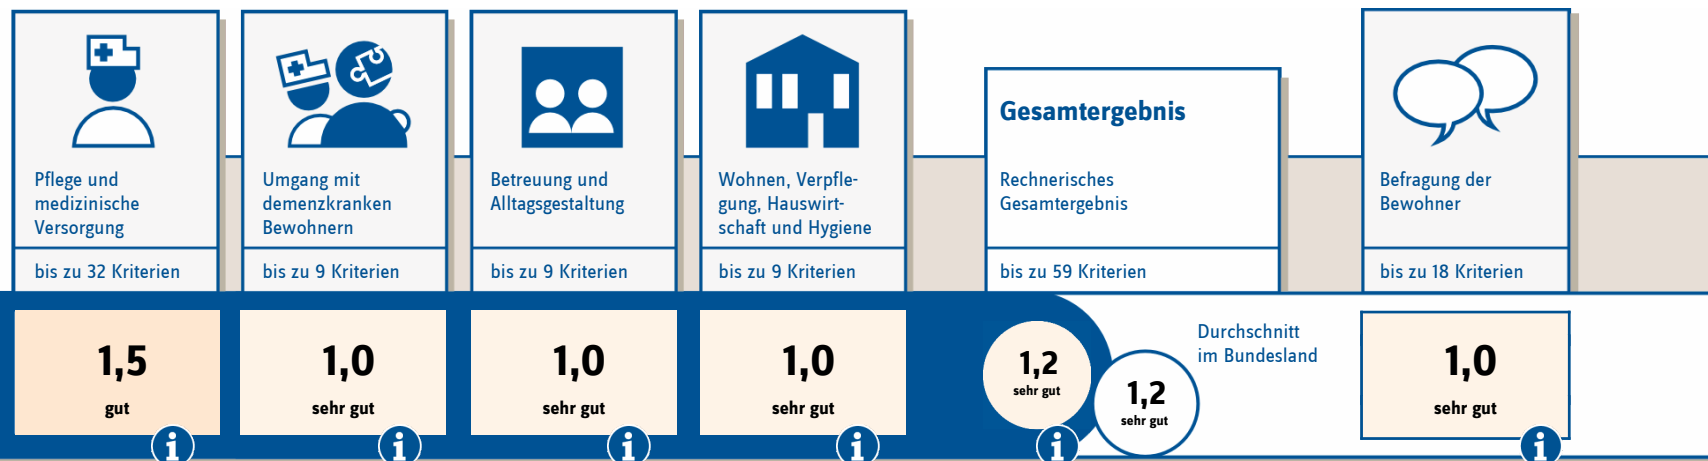 Pflege und
medizinische
Versorgung
bis zu 32 Kriterien
1,5
gut
Umgang mit
demenzkranken
Bewohnern
bis zu 9 Kriterien
1,0
sehr gut
Betreuung und
Alltagsgestaltung
bis zu 9 Kriterien
1,0
sehr gut
Wohnen, Verpfle-
gung, Hauswirt-
schaft und Hygiene
bis zu 9 Kriterien
1,0
sehr gut
Gesamtergebnis
Rechnerisches
Gesamtergebnis
bis zu 59 Kriterien
1,2
sehr gut
Durchschnitt
im Bundesland
1,2
sehr gut
Befragung der
Bewohner
bis zu 18 Kriterien
1,0
sehr gut